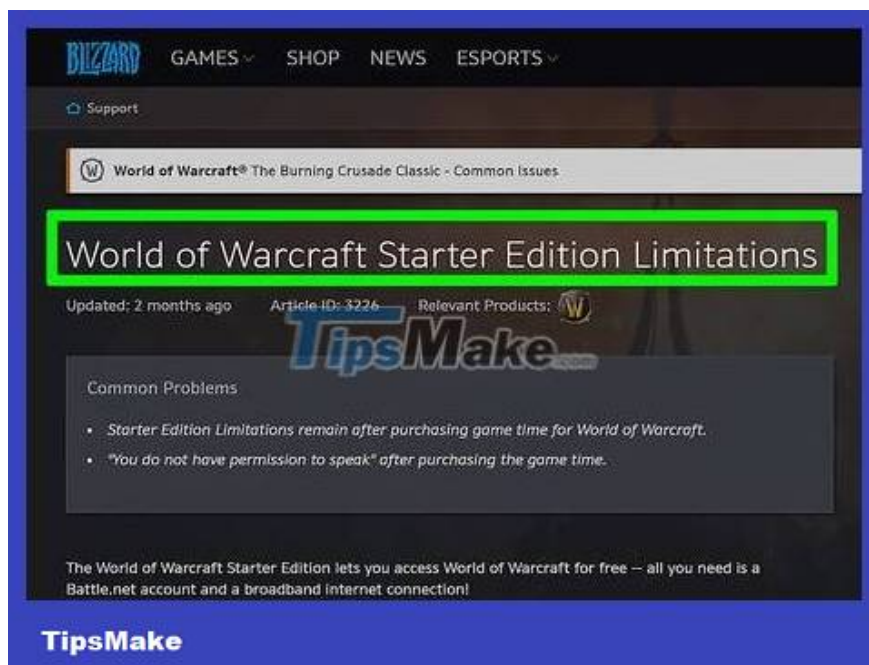 BLIZZARD GAMES SHOP NEWS ESPORTS
Support
World of Warcraft® The Burning Crusade Classic - Common Issues
World of Warcraft Starter Edition Limitations
Updated: 2 months ago Article ID: 3226 Relevant Products: W
TipsMake.com
Common Problems
• Starter Edition Limitations remain after purchasing game time for World of Warcraft.
• "You do not have permission to speak" after purchasing the game time.
The World of Warcraft Starter Edition lets you access World of Warcraft for free — all you need is a
Battle.net account and a broadband internet connection!
TipsMake